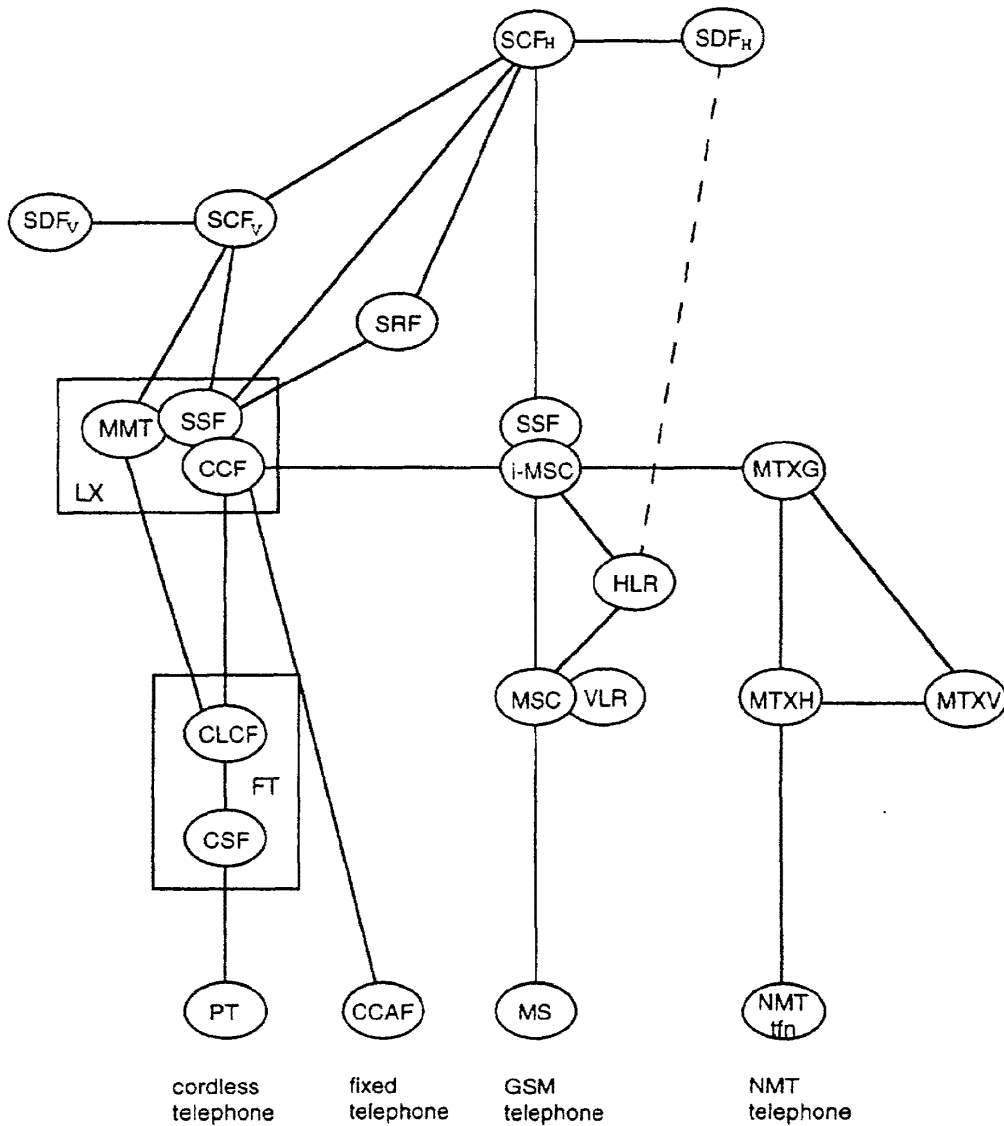 SCFH
SDFH
SDFV
SCFV
SRF
MMT
SSF
SSF
CCF
i-MSC
MTXG
LX
HLR
MSC
VLR
MTXH
MTXV
CLCF
FT
CSF
PT
CCAF
MS
NMT
tfn
cordless
telephone
fixed
telephone
GSM
telephone
NMT
telephone